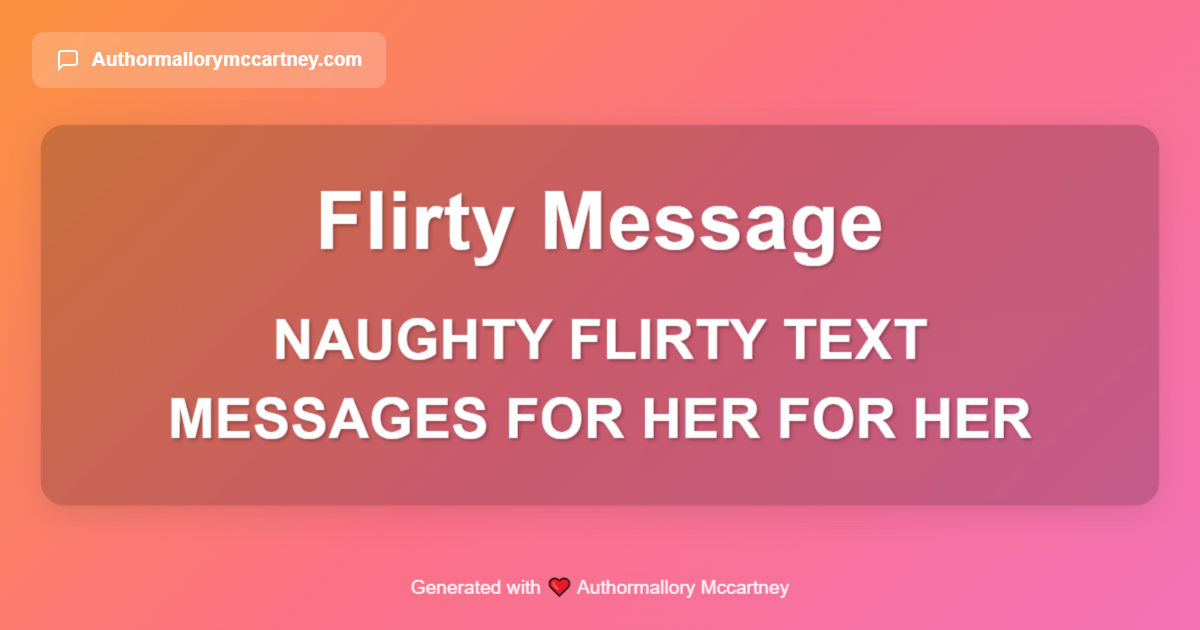 Authormallorymccartney.com
Flirty Message
NAUGHTY FLIRTY TEXT
MESSAGES FOR HER FOR HER
Generated with ❤️ Authormallory Mccartney